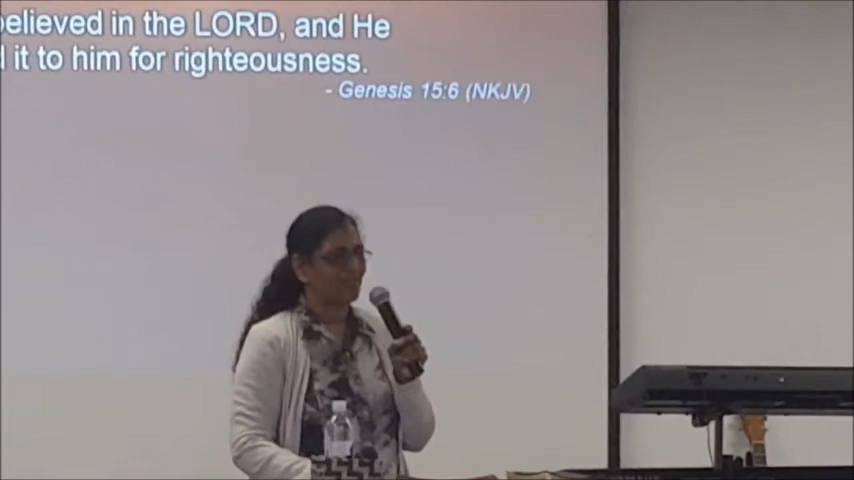 believed in the LORD, and He
it to him for righteousness.
- Genesis 15:6 (NKJV)